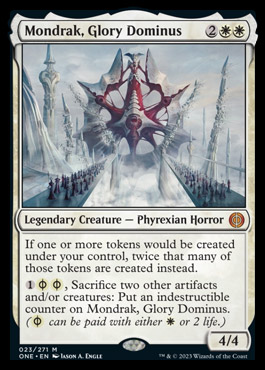 Mondrak, Glory Dominus 2
Legendary Creature — Phyrexian Horror
If one or more tokens would be created
under your control, twice that many of
those tokens are created instead.
1 , Sacrifice two other artifacts
and/or creatures: Put an indestructible
counter on Mondrak, Glory Dominus.
( can be paid with either or 2 life.)
4/4
023/271 M
ONE • EN Jason A. Engle
™ & © 2023 Wizards of the Coast